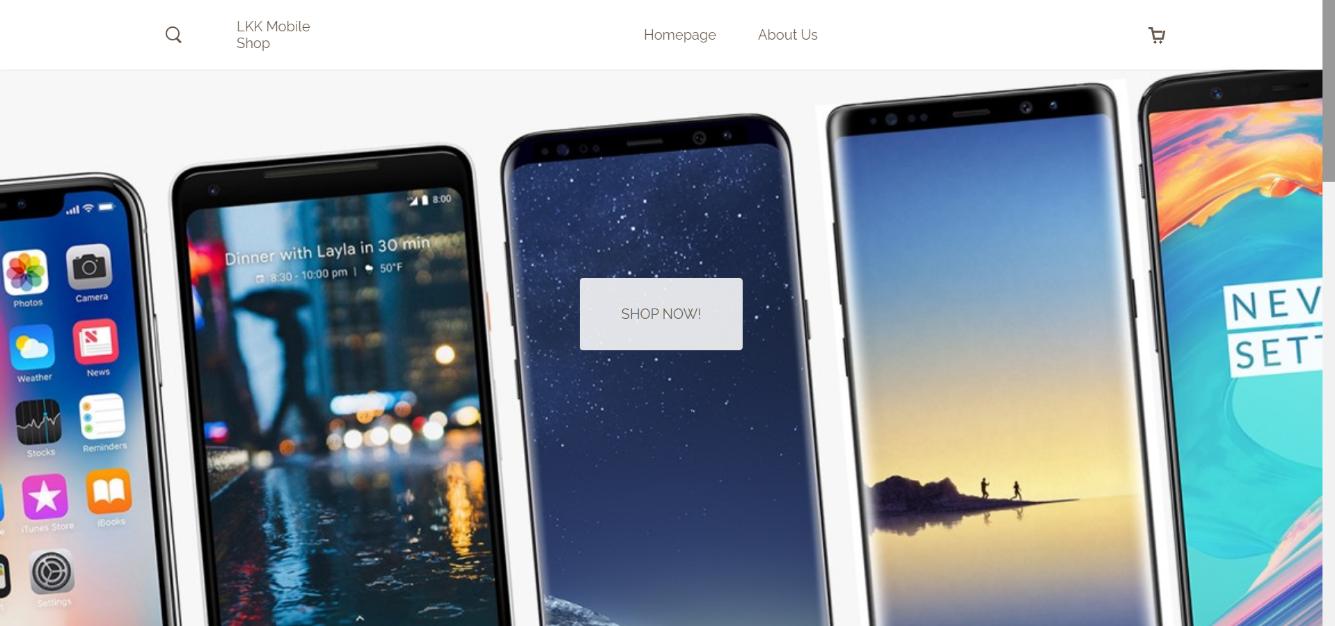 LKK Mobile
Shop
Homepage
About Us
8:00
Dinner with Layla in 30 min
8:30 - 10:00 pm | 50°F
Photos
Camera
Weather
News
Stocks
Reminders
iTunes Store
iBooks
Settings
SHOP NOW!
NEV
SETT